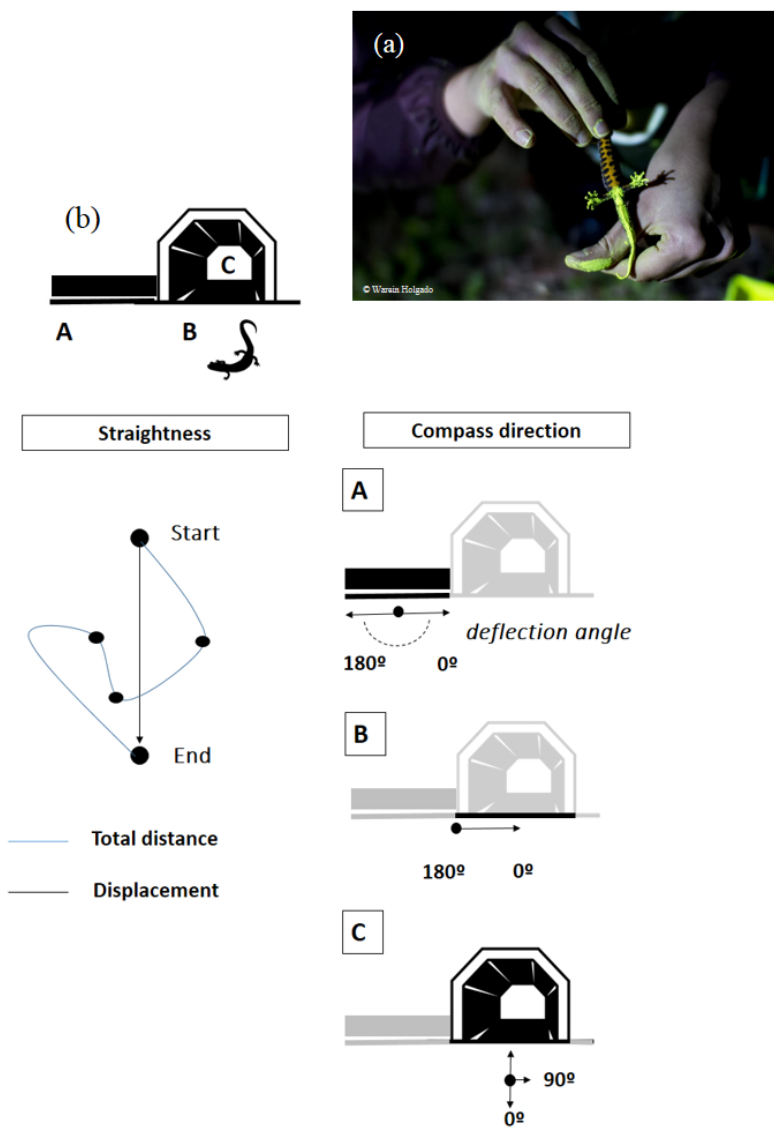 (a)
© Warein Holgado
(b)
C
A
B
Straightness
Compass direction
Start
End
Total distance
Displacement
A
deflection angle
180º 0º
B
180º 0º
C
90º
0º